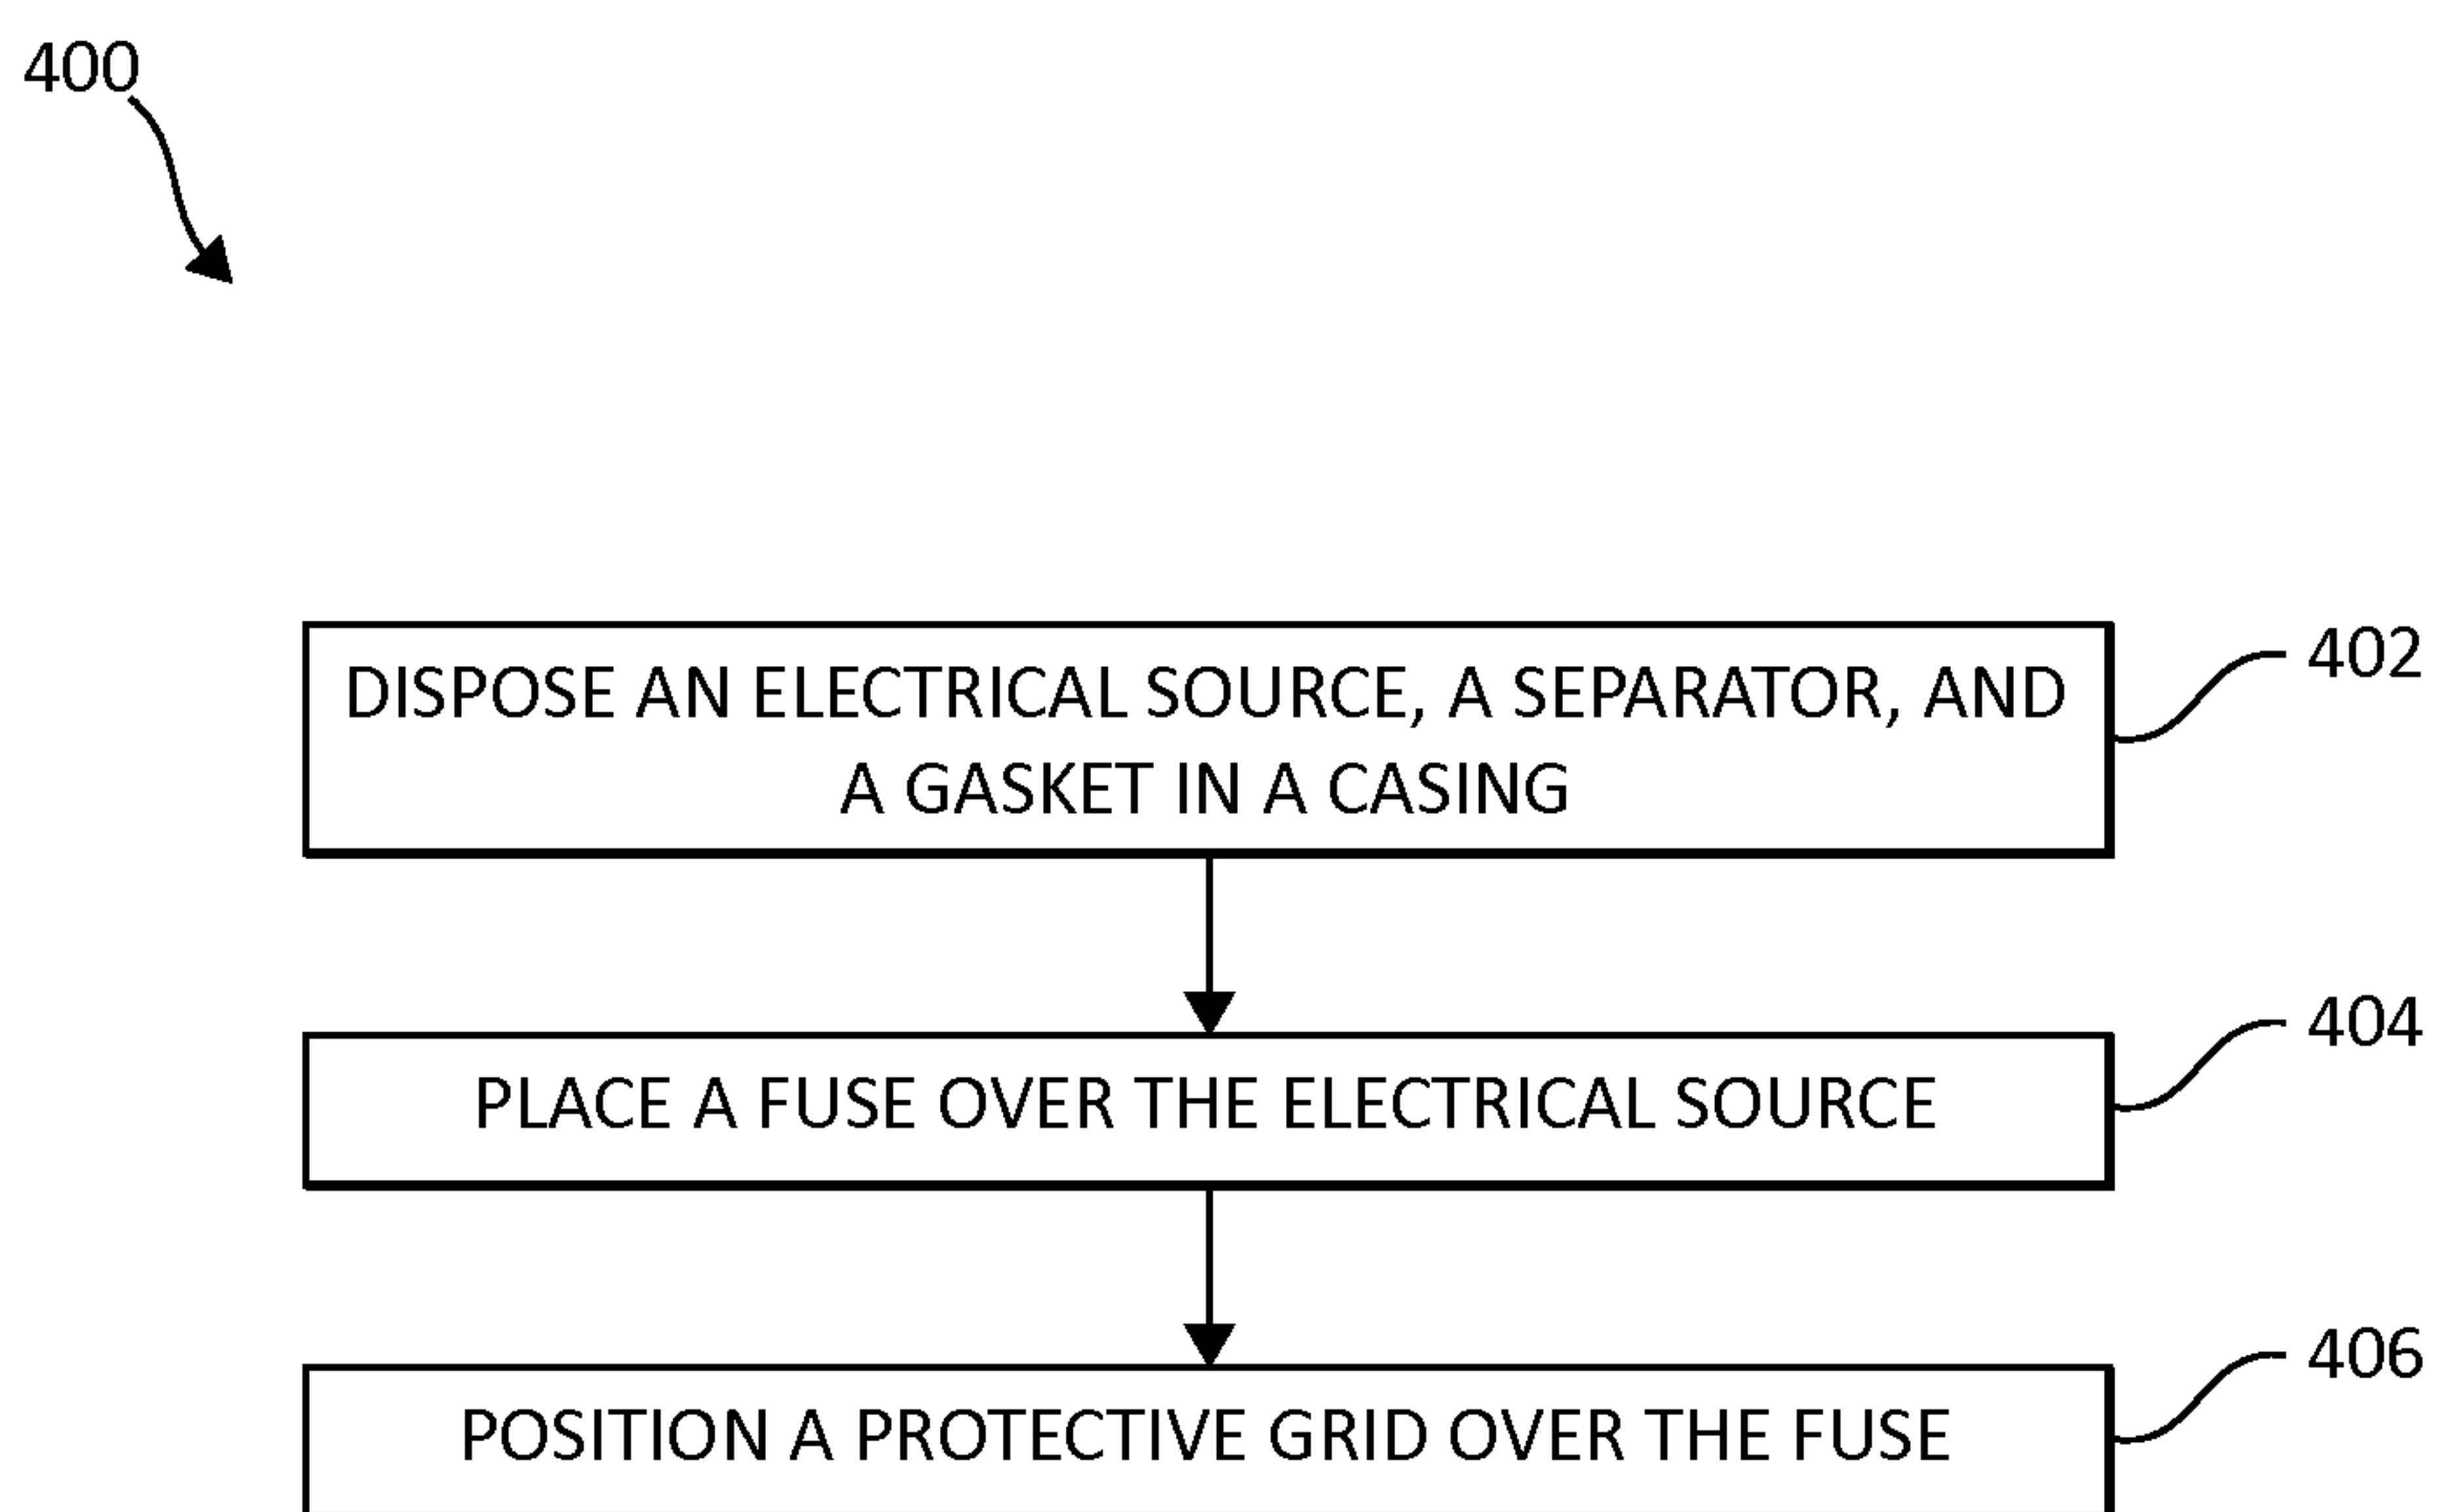 400
DISPOSE AN ELECTRICAL SOURCE, A SEPARATOR, AND
A GASKET IN A CASING
402
PLACE A FUSE OVER THE ELECTRICAL SOURCE
404
POSITION A PROTECTIVE GRID OVER THE FUSE
406